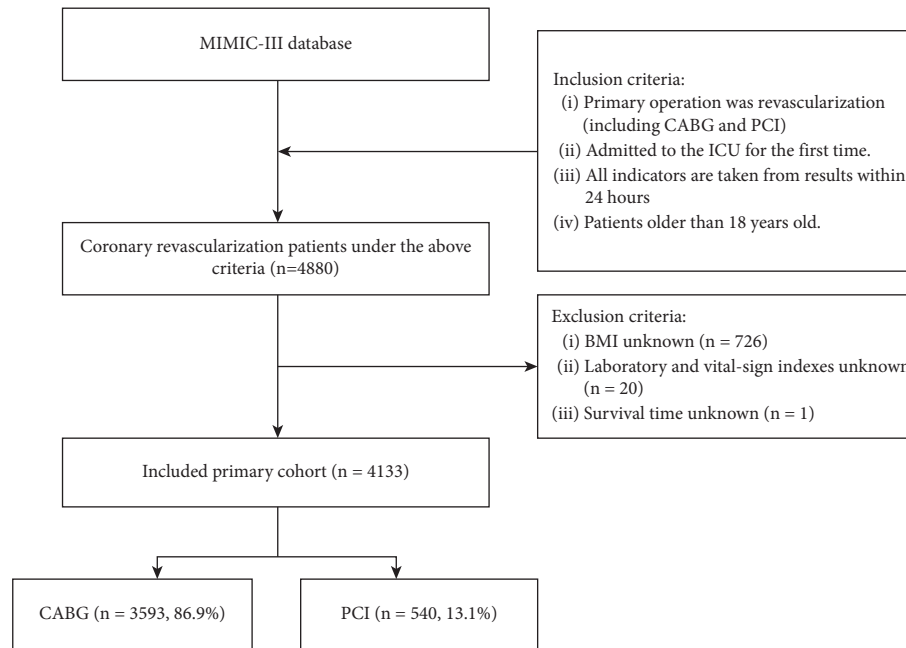 MIMIC-III database
Inclusion criteria:
(i) Primary operation was revascularization
(including CABG and PCI)
(ii) Admitted to the ICU for the first time.
(iii) All indicators are taken from results within
24 hours
(iv) Patients older than 18 years old.
Coronary revascularization patients under the above
criteria (n=4880)
Exclusion criteria:
(i) BMI unknown (n = 726)
(ii) Laboratory and vital-sign indexes unknown
(n = 20)
(iii) Survival time unknown (n = 1)
Included primary cohort (n = 4133)
CABG (n = 3593, 86.9%)
PCI (n = 540, 13.1%)